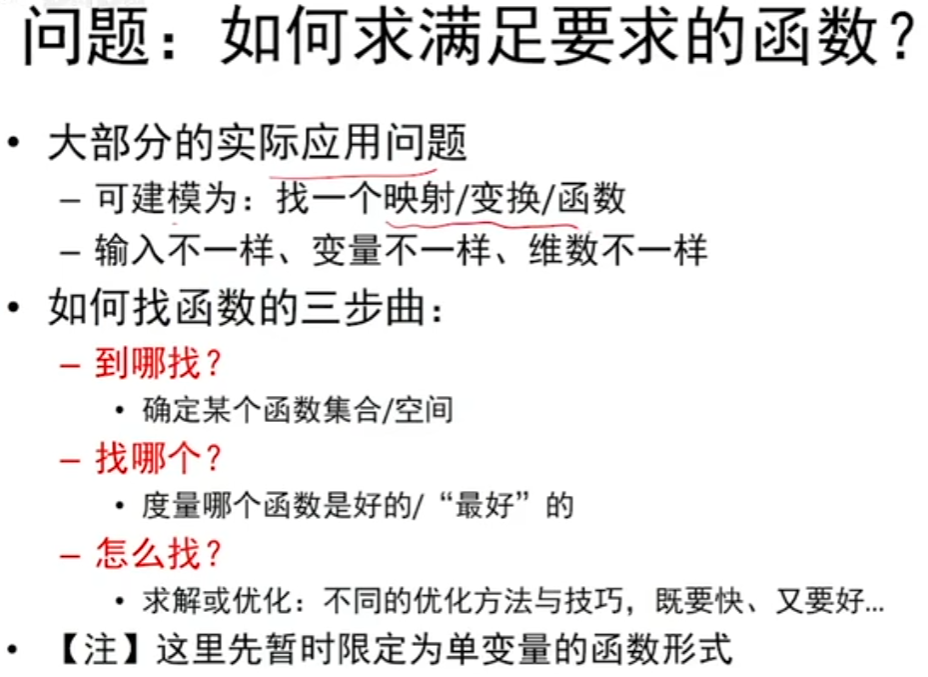 问题：如何求满足要求的函数？
• 大部分的实际应用问题
– 可建模为：找一个映射/变换/函数
– 输入不一样、变量不一样、维数不一样
• 如何找函数的三步曲：
– 到哪找？
• 确定某个函数集合/空间
– 找哪个？
• 度量哪个函数是好的/“最好”的
– 怎么找？
• 求解或优化：不同的优化方法与技巧，既要快、又要好…
• 【注】这里先暂时限定为单变量的函数形式